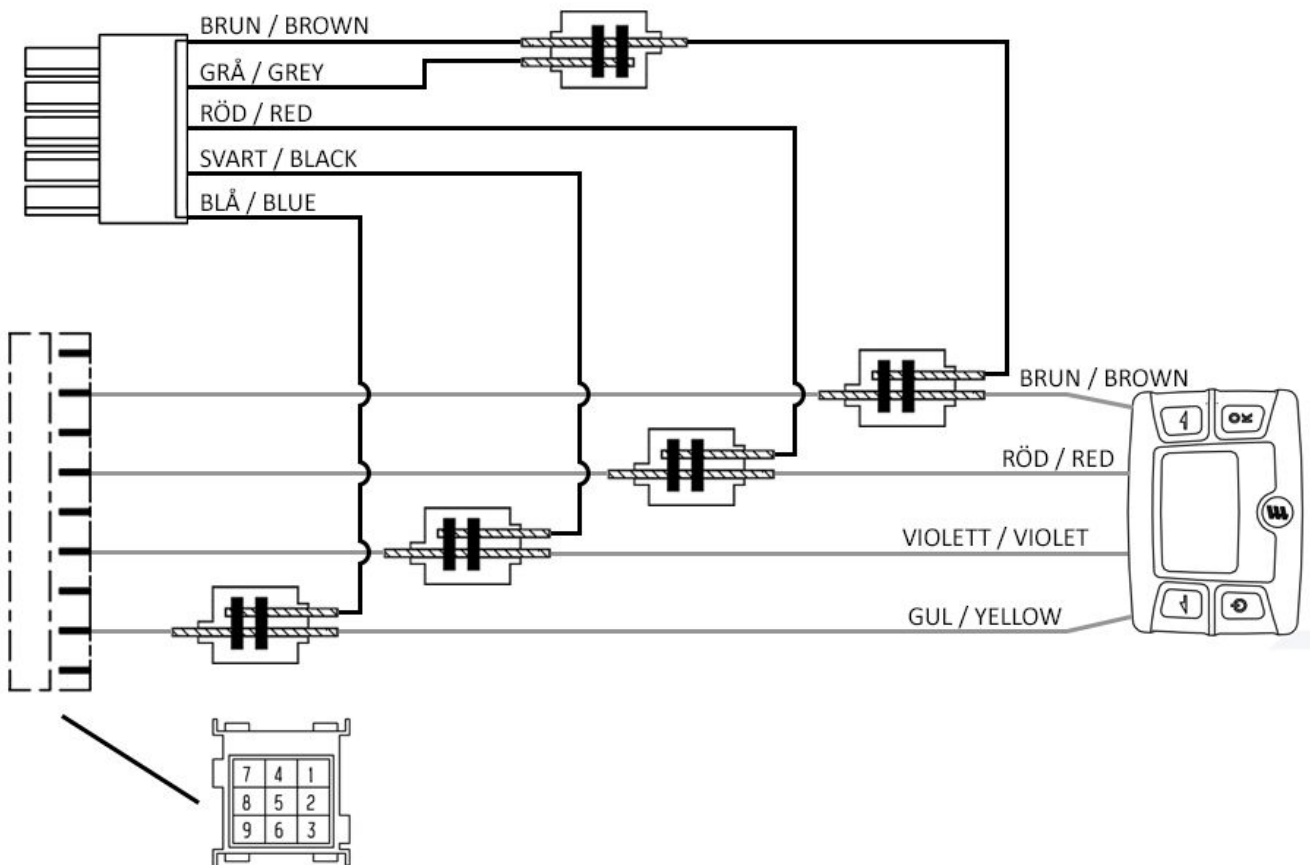 BRUN / BROWN
GRÅ / GREY
RÖD / RED
SVART / BLACK
BLÅ / BLUE
BRUN / BROWN
OK
RÖD / RED
VIOLETT / VIOLET
GUL / YELLOW
7 4 1
8 5 2
9 6 3